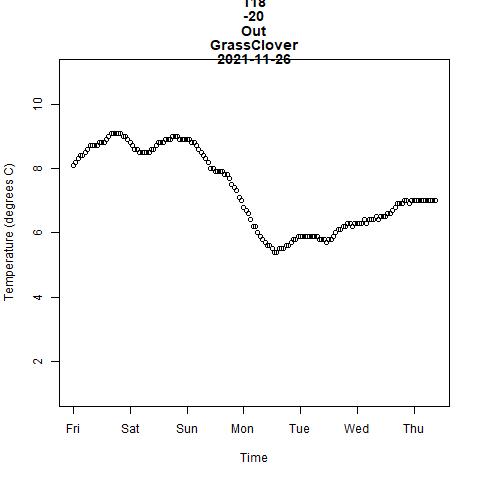 118
-20
Out
GrassClover
2021-11-26
Temperature (degrees C)
10
8
6
4
2
Fri
Sat
Sun
Mon
Tue
Wed
Thu
Time